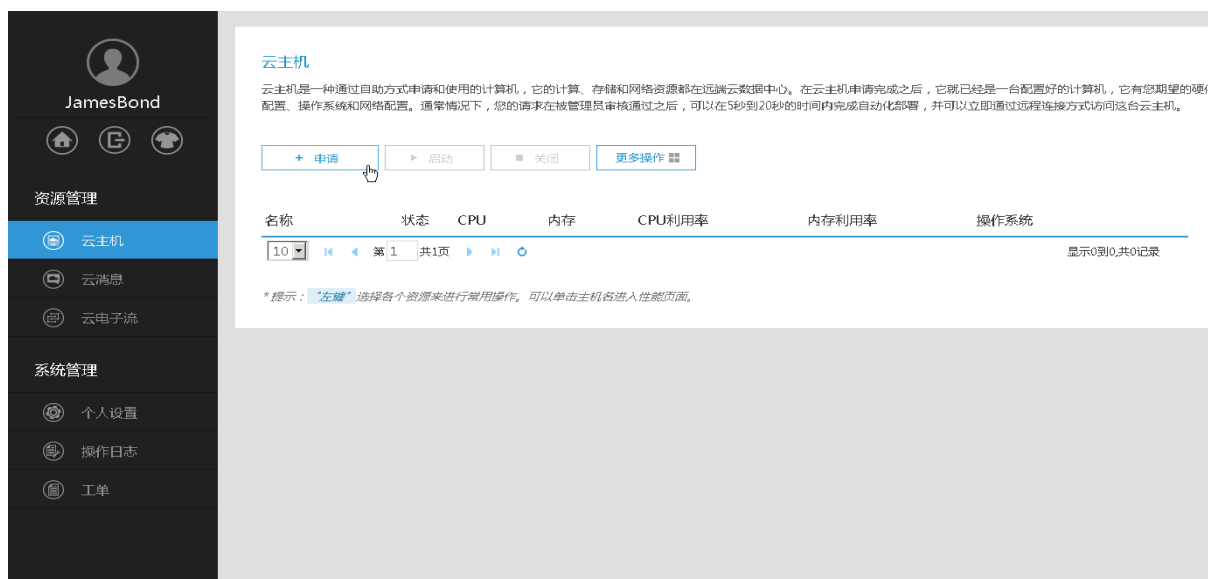 JamesBond
资源管理
云主机
云消息
云电子流
系统管理
个人设置
操作日志
工单
云主机
云主机是一种通过自助方式申请和使用的计算机，它的计算、存储和网络资源都在远端云数据中心。在云主机申请完成之后，它就已经是一台配置好的计算机，它有您期望的硬件
配置、操作系统和网络配置。通常情况下，您的请求在被管理员审核通过之后，可以在5秒到20秒的时间内完成自动化部署，并可以立即通过远程连接方式访问这台云主机。
+ 申请 启动 关闭 更多操作
名称 状态 CPU 内存 CPU利用率 内存利用率 操作系统
10 第 1 共1页 显示0到0,共0记录
*提示：“左键”选择各个资源来进行常用操作。可以单击主机名进入性能页面。